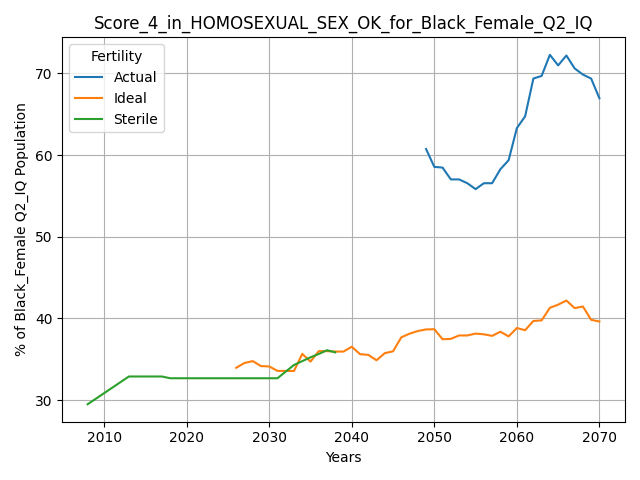 Score_4_in_HOMOSEXUAL_SEX_OK_for_Black_Female_Q2_IQ
Fertility
Actual
Ideal
Sterile
% of Black_Female Q2_IQ Population
70
60
50
40
30
2010 2020 2030 2040 2050 2060 2070
Years